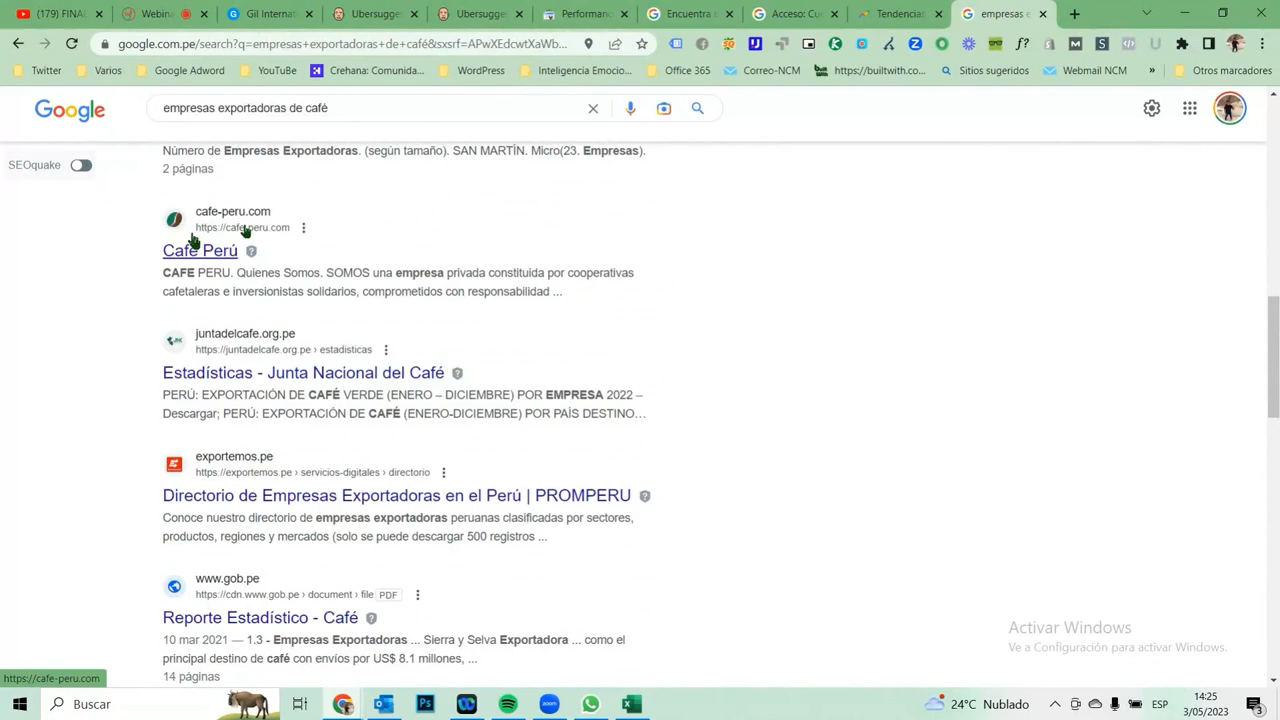 (179) FINAL
Webina
Gil Internat
Ubersugge
Ubersugge
Performanc
Encuentra e
Acceso: Cue
Tendencias
empresas e
google.com.pe/search?q=empresas+exportadoras+de+café&sxsrf=APwXEdcwtXaWb...
Twitter
Varios
Google Adword
YouTube
Crehana: Comunida...
WordPress
Inteligencia Emocio...
Office 365
Correo-NCM
https://builtwith.co...
Sitios sugeridos
Webmail NCM
»
Otros marcadores
Google
empresas exportadoras de café
SEOquake
Número de Empresas Exportadoras. (según tamaño). SAN MARTÍN. Micro(23. Empresas).
2 páginas
cafe-peru.com
https://cafe-peru.com
Café Perú
CAFE PERU. Quienes Somos. SOMOS una empresa privada constituida por cooperativas
cafetaleras e inversionistas solidarios, comprometidos con responsabilidad ...
juntadelcafe.org.pe
https://juntadelcafe.org.pe › estadisticas
Estadísticas - Junta Nacional del Café
PERÚ: EXPORTACIÓN DE CAFÉ VERDE (ENERO – DICIEMBRE) POR EMPRESA 2022 –
Descargar; PERÚ: EXPORTACIÓN DE CAFÉ (ENERO-DICIEMBRE) POR PAÍS DESTINO...
exportemos.pe
https://exportemos.pe › servicios-digitales › directorio
Directorio de Empresas Exportadoras en el Perú | PROMPERU
Conoce nuestro directorio de empresas exportadoras peruanas clasificadas por sectores,
productos, regiones y mercados (solo se puede descargar 500 registros ...
www.gob.pe
https://cdn.www.gob.pe › document › file PDF
Reporte Estadístico - Café
10 mar 2021 — 1.3 - Empresas Exportadoras ... Sierra y Selva Exportadora ... como el
principal destino de café con envíos por US$ 8.1 millones, ...
14 páginas
Activar Windows
Ve a Configuración para activar Windows.
https://cafe-peru.com
Buscar
24°C Nublado
ESP
14:25
3/05/2023
3